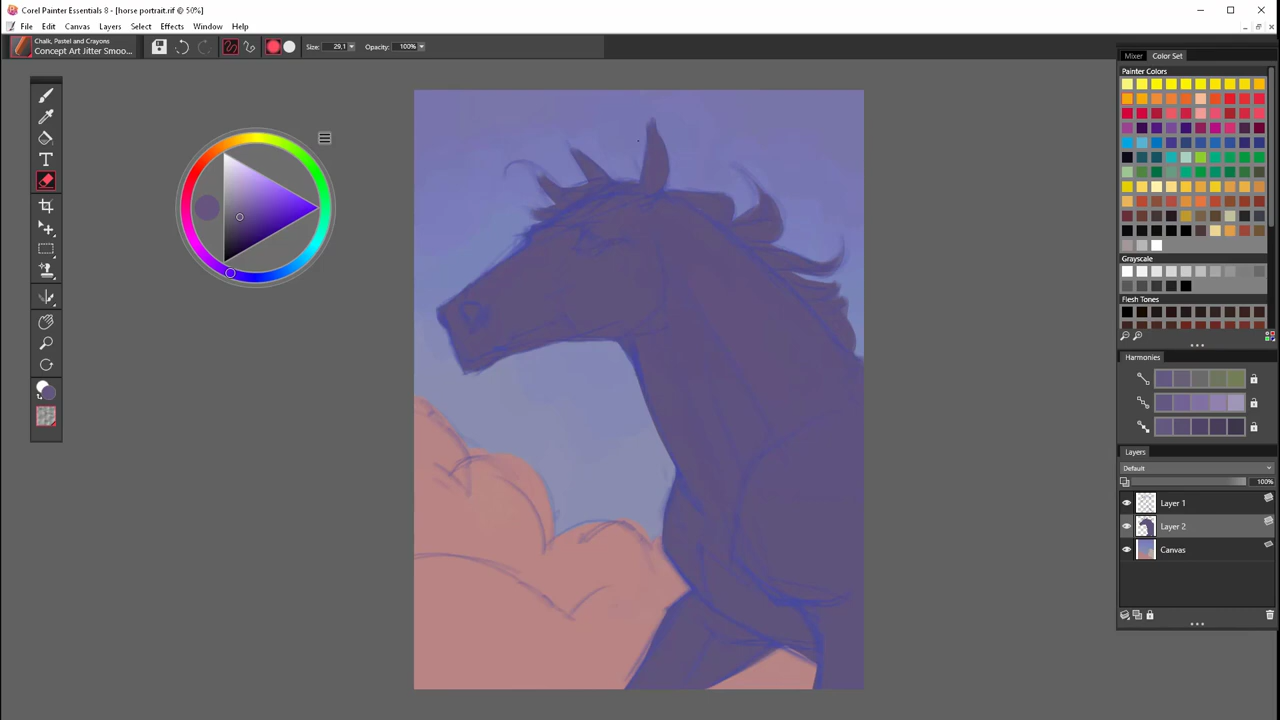 Corel Painter Essentials 8 - [horse portrait.rif @ 50%]
File Edit Canvas Layers Select Effects Window Help
Chalk, Pastel and Crayons
Concept Art Jitter Smoo...
Size: 29,1 Opacity: 100%
Mixer Color Set
Painter Colors
Grayscale
Flesh Tones
Harmonies
Layers
Default
100%
Layer 1
Layer 2
Canvas